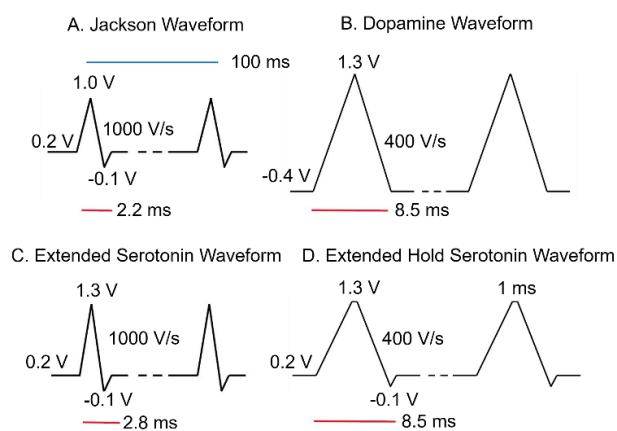 A. Jackson Waveform
100 ms
1.0 V
1000 V/s
0.2 V
-0.1 V
2.2 ms
B. Dopamine Waveform
1.3 V
400 V/s
-0.4 V
8.5 ms
C. Extended Serotonin Waveform
1.3 V
1000 V/s
0.2 V
-0.1 V
2.8 ms
D. Extended Hold Serotonin Waveform
1.3 V
1 ms
400 V/s
0.2 V
-0.1 V
8.5 ms